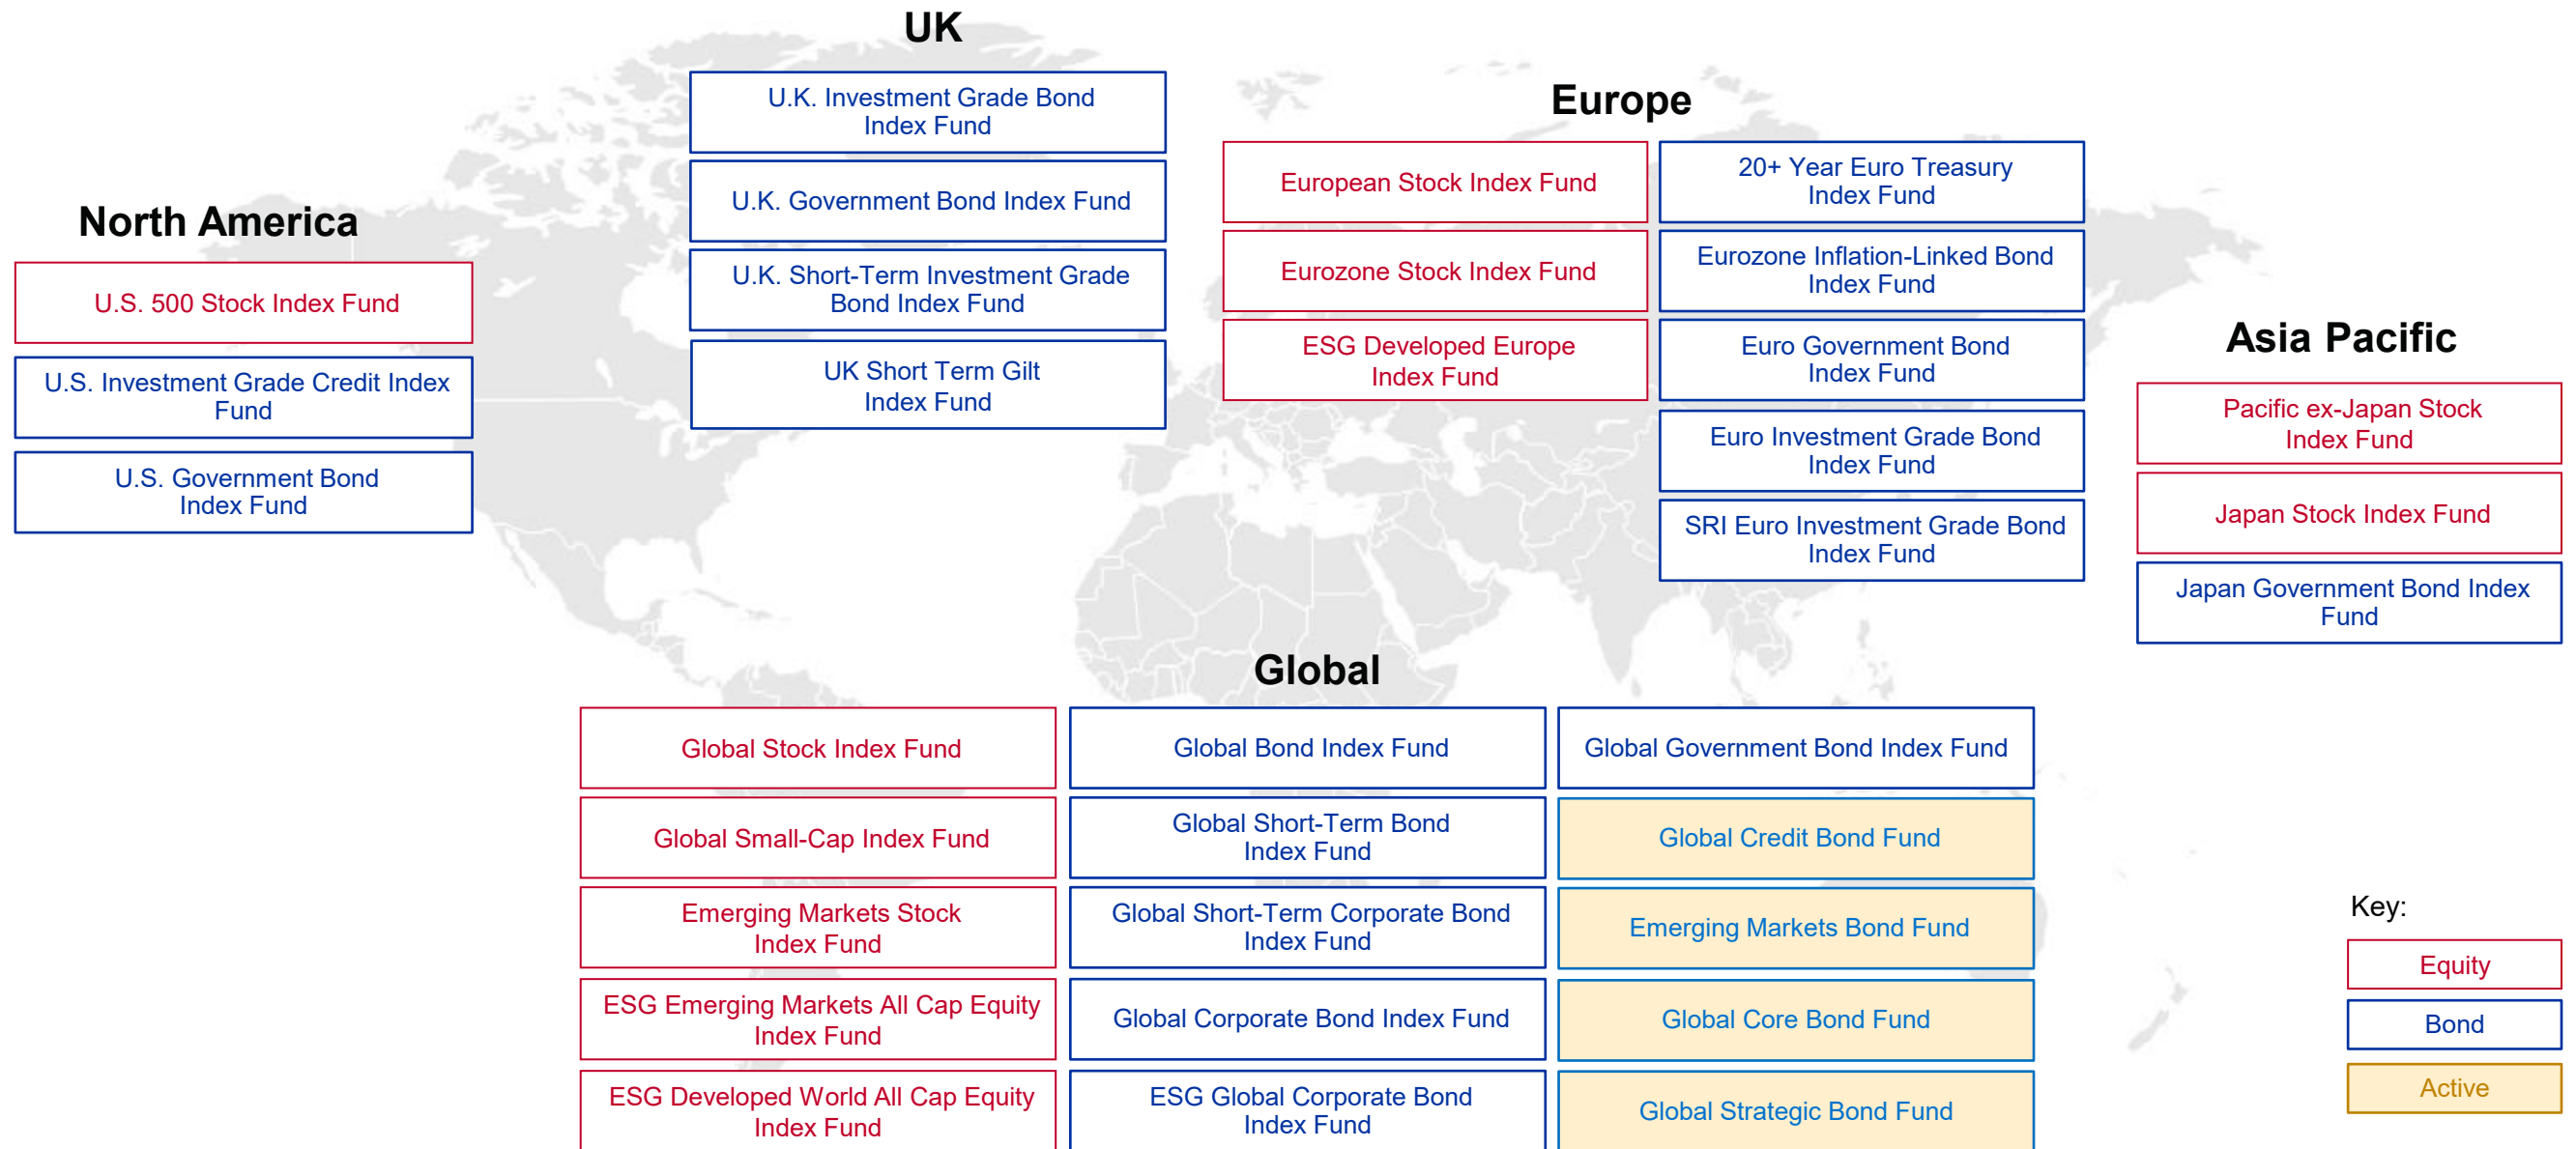 UK
U.K. Investment Grade Bond
Index Fund
U.K. Government Bond Index Fund
U.K. Short-Term Investment Grade
Bond Index Fund
UK Short Term Gilt
Index Fund
Europe
European Stock Index Fund
Eurozone Stock Index Fund
ESG Developed Europe
Index Fund
20+ Year Euro Treasury
Index Fund
Eurozone Inflation-Linked Bond
Index Fund
Euro Government Bond
Index Fund
Euro Investment Grade Bond
Index Fund
SRI Euro Investment Grade Bond
Index Fund
North America
U.S. 500 Stock Index Fund
U.S. Investment Grade Credit Index
Fund
U.S. Government Bond
Index Fund
Asia Pacific
Pacific ex-Japan Stock
Index Fund
Japan Stock Index Fund
Japan Government Bond Index
Fund
Global
Global Stock Index Fund
Global Small-Cap Index Fund
Emerging Markets Stock
Index Fund
ESG Emerging Markets All Cap Equity
Index Fund
ESG Developed World All Cap Equity
Index Fund
Global Bond Index Fund
Global Short-Term Bond
Index Fund
Global Short-Term Corporate Bond
Index Fund
Global Corporate Bond Index Fund
ESG Global Corporate Bond
Index Fund
Global Government Bond Index Fund
Global Credit Bond Fund
Emerging Markets Bond Fund
Global Core Bond Fund
Global Strategic Bond Fund
Key:
Equity
Bond
Active